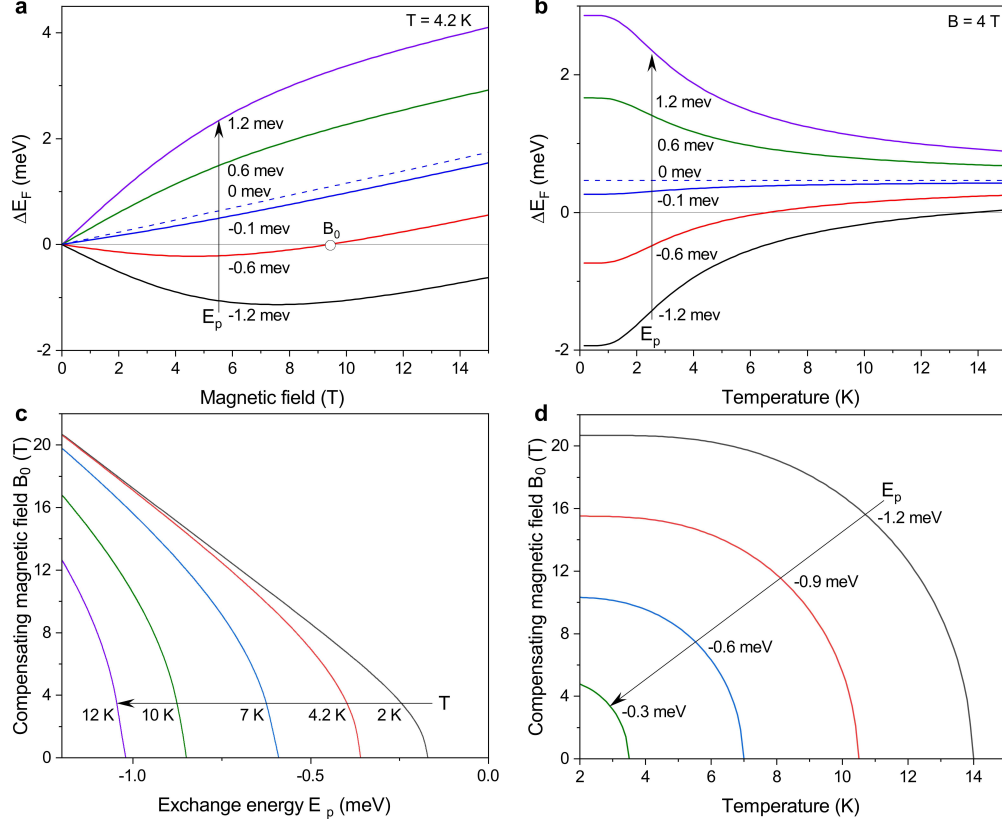 a
T = 4.2 K
ΔE_F (meV)
4
2
0
-2
1.2 mev
0.6 mev
0 mev
-0.1 mev
B_0
-0.6 mev
E_p
-1.2 mev
0 2 4 6 8 10 12 14
Magnetic field (T)
b
B = 4 T
ΔE_F (meV)
2
0
-2
1.2 mev
0.6 mev
0 mev
-0.1 mev
-0.6 mev
-1.2 mev
E_p
0 2 4 6 8 10 12 14
Temperature (K)
c
Compensating magnetic field B_0 (T)
20
16
12
8
4
0
12 K 10 K 7 K 4.2 K 2 K
T
-1.0 -0.5 0.0
Exchange energy E_p (meV)
d
Compensating magnetic field B_0 (T)
20
16
12
8
4
0
E_p
-1.2 meV
-0.9 meV
-0.6 meV
-0.3 meV
2 4 6 8 10 12 14
Temperature (K)